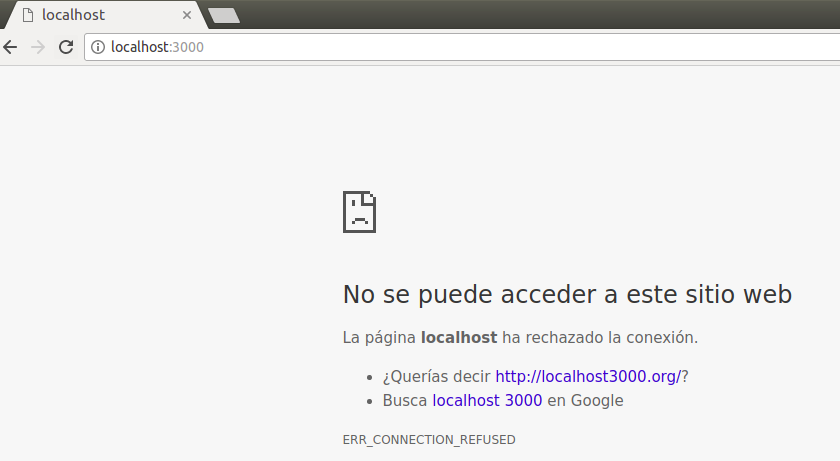 localhost
localhost:3000
No se puede acceder a este sitio web
La página localhost ha rechazado la conexión.
¿Querías decir http://localhost3000.org/?
Busca localhost 3000 en Google
ERR_CONNECTION_REFUSED